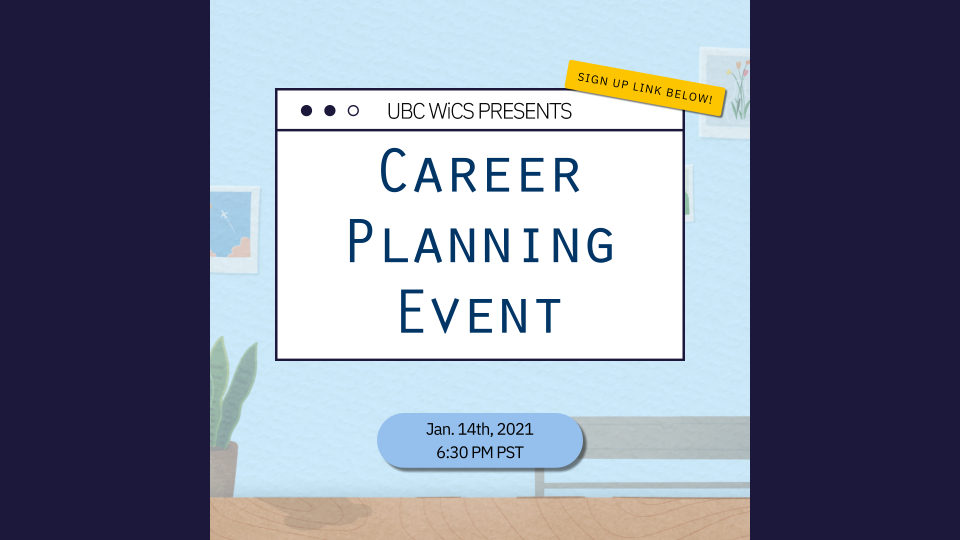 SIGN UP LINK BELOW!
UBC WiCS PRESENTS
CAREER
PLANNING
EVENT
Jan. 14th, 2021
6:30 PM PST